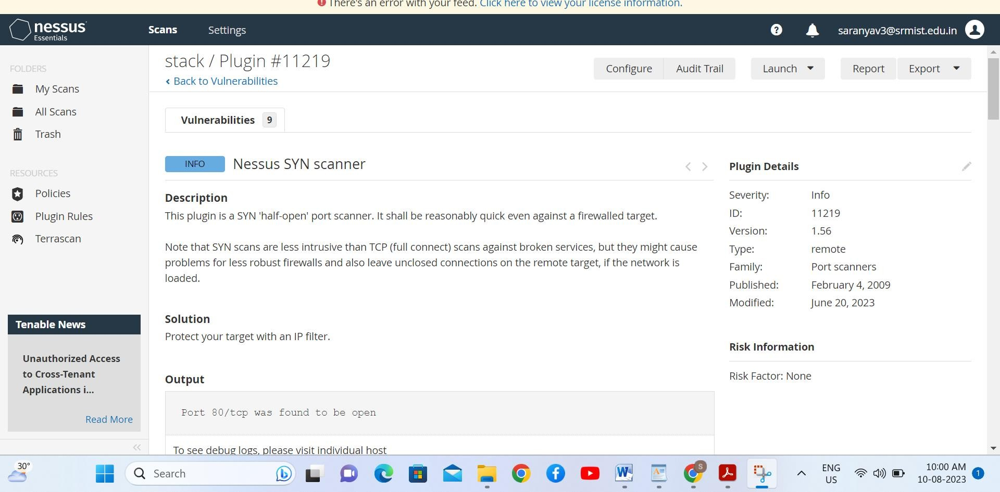 There's an error with your feed. Click here to view your license information.
nessus
Essentials
Scans
Settings
?
saranyav3@srmist.edu.in
FOLDERS
My Scans
All Scans
Trash
RESOURCES
Policies
Plugin Rules
Terrascan
Tenable News
Unauthorized Access
to Cross-Tenant
Applications i...
Read More
stack / Plugin #11219
Back to Vulnerabilities
Configure
Audit Trail
Launch
Report
Export
Vulnerabilities 9
INFO
Nessus SYN scanner
Description
This plugin is a SYN 'half-open' port scanner. It shall be reasonably quick even against a firewalled target.
Note that SYN scans are less intrusive than TCP (full connect) scans against broken services, but they might cause
problems for less robust firewalls and also leave unclosed connections on the remote target, if the network is
loaded.
Solution
Protect your target with an IP filter.
Output
Port 80/tcp was found to be open
To see debug logs, please visit individual host
Plugin Details
Severity: Info
ID: 11219
Version: 1.56
Type: remote
Family: Port scanners
Published: February 4, 2009
Modified: June 20, 2023
Risk Information
Risk Factor: None
30°
Search
S
ENG
US
10:00 AM
10-08-2023
1